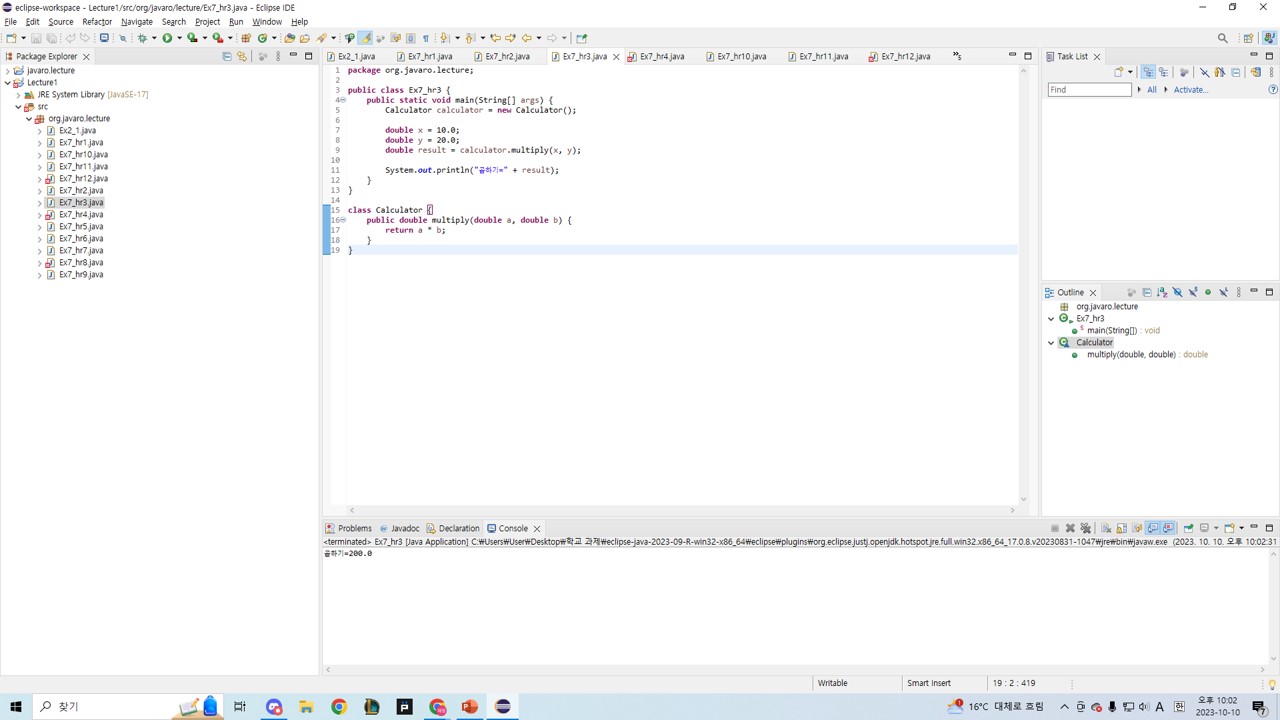 eclipse-workspace - Lecture1/src/org/javaro/lecture/Ex7_hr3.java - Eclipse IDE
File Edit Source Refactor Navigate Search Project Run Window Help
Package Explorer
javaro.lecture
Lecture1
JRE System Library [JavaSE-17]
src
org.javaro.lecture
Ex2_1.java
Ex7_hr1.java
Ex7_hr10.java
Ex7_hr11.java
Ex7_hr12.java
Ex7_hr2.java
Ex7_hr3.java
Ex7_hr4.java
Ex7_hr5.java
Ex7_hr6.java
Ex7_hr7.java
Ex7_hr8.java
Ex7_hr9.java
Ex2_1.java Ex7_hr1.java Ex7_hr2.java Ex7_hr3.java Ex7_hr4.java Ex7_hr10.java Ex7_hr11.java Ex7_hr12.java
1 package org.javaro.lecture;
2
3 public class Ex7_hr3 {
4 public static void main(String[] args) {
5 Calculator calculator = new Calculator();
6
7 double x = 10.0;
8 double y = 20.0;
9 double result = calculator.multiply(x, y);
10
11 System.out.println("곱하기=" + result);
12 }
13 }
14
15 class Calculator {
16 public double multiply(double a, double b) {
17 return a * b;
18 }
19 }
Task List
Find All Activate...
Outline
org.javaro.lecture
Ex7_hr3
main(String[]) : void
Calculator
multiply(double, double) : double
Problems Javadoc Declaration Console
<terminated> Ex7_hr3 [Java Application] C:₩Users₩User₩Desktop₩학교 과제₩eclipse-java-2023-09-R-win32-x86_64₩eclipse₩plugins₩org.eclipse.justj.openjdk.hotspot.jre.full.win32.x86_64_17.0.8.v20230831-1047₩jre₩bin₩javaw.exe (2023. 10. 10. 오후 10:02:31
곱하기=200.0
Writable Smart Insert 19 : 2 : 419
찾기
16°C 대체로 흐림
A 한
오후 10:02
2023-10-10